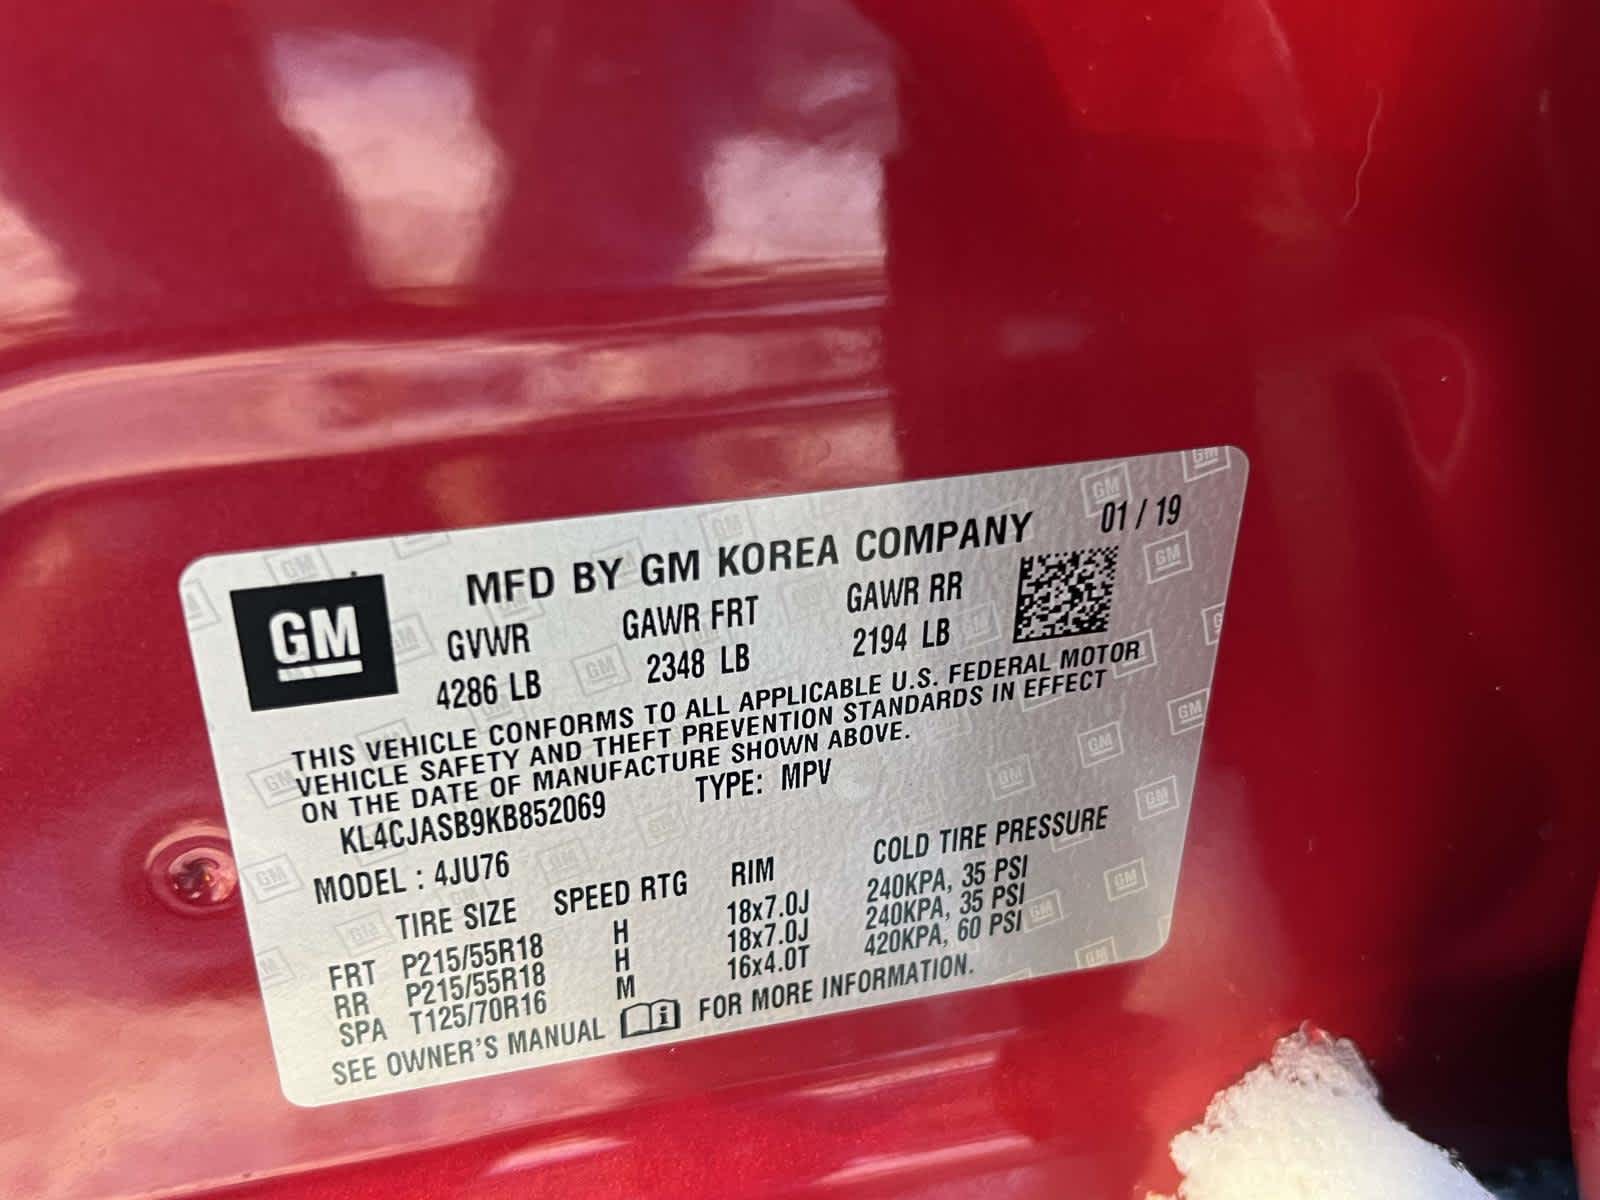 GM
MFD BY GM KOREA COMPANY 01 / 19
GVWR GAWR FRT GAWR RR
4286 LB 2348 LB 2194 LB
THIS VEHICLE CONFORMS TO ALL APPLICABLE U.S. FEDERAL MOTOR
VEHICLE SAFETY AND THEFT PREVENTION STANDARDS IN EFFECT
ON THE DATE OF MANUFACTURE SHOWN ABOVE.
KL4CJASB9KB852069 TYPE: MPV
MODEL : 4JU76
TIRE SIZE SPEED RTG RIM COLD TIRE PRESSURE
FRT P215/55R18 H 18x7.0J 240KPA, 35 PSI
RR P215/55R18 H 18x7.0J 240KPA, 35 PSI
SPA T125/70R16 M 16x4.0T 420KPA, 60 PSI
SEE OWNER'S MANUAL i FOR MORE INFORMATION.